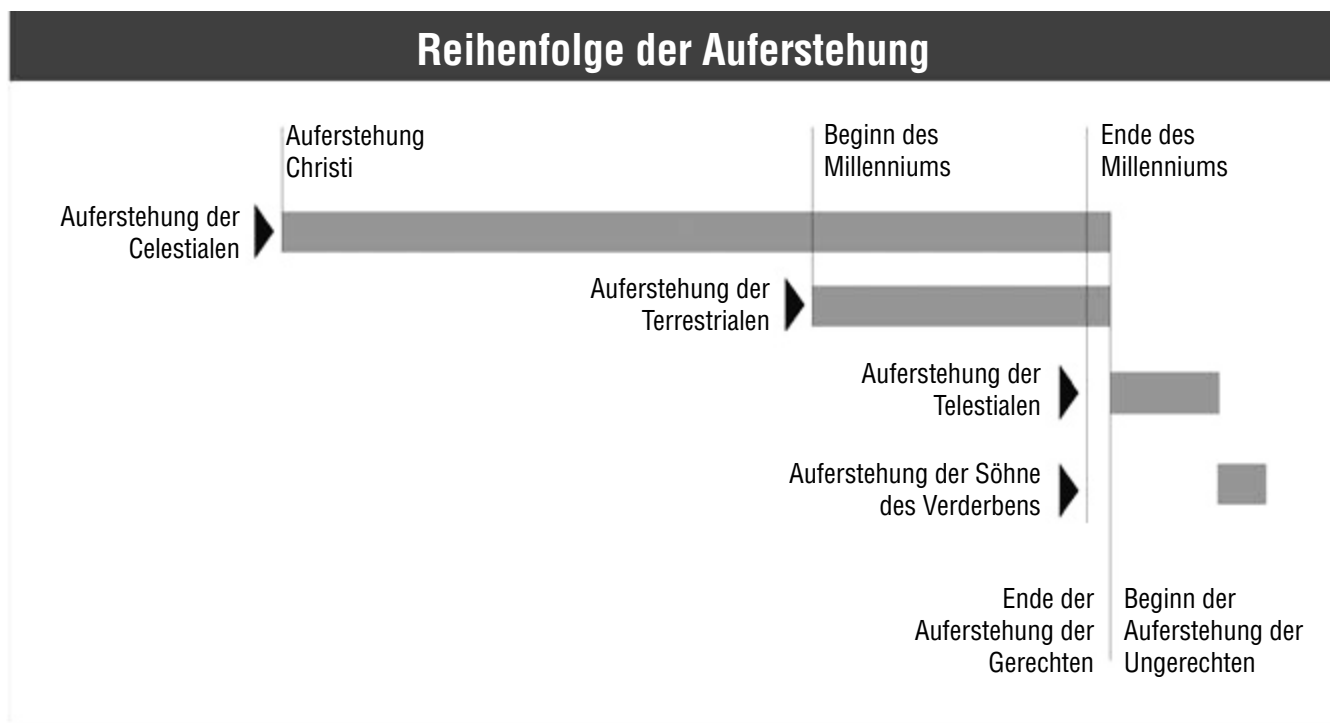 Reihenfolge der Auferstehung
Auferstehung
Christi
Beginn des
Millenniums
Ende des
Millenniums
Auferstehung der
Celestialen
Auferstehung der
Terrestrialen
Auferstehung der
Telestialen
Auferstehung der Söhne
des Verderbens
Ende der
Auferstehung der
Gerechten
Beginn der
Auferstehung der
Ungerechten